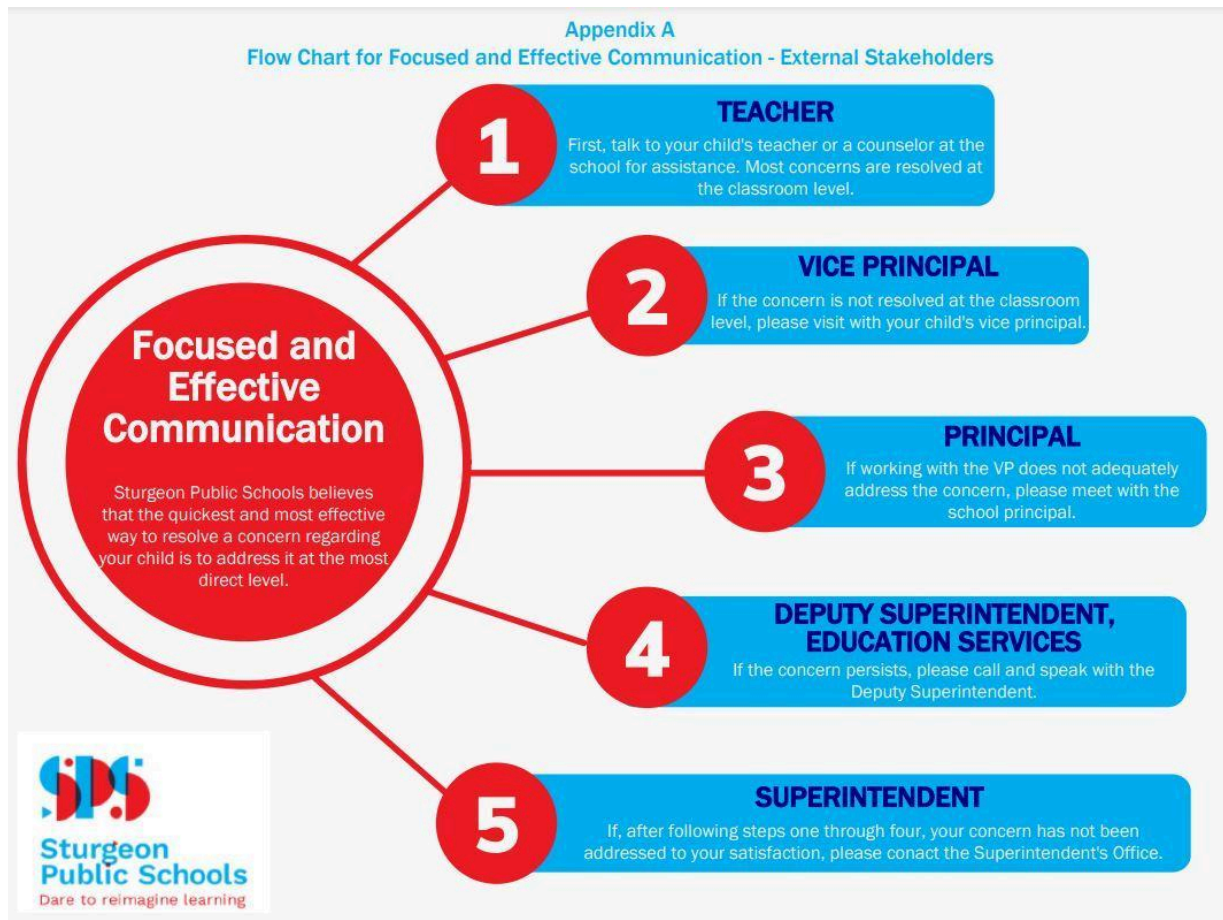 Appendix A
Flow Chart for Focused and Effective Communication - External Stakeholders
1
TEACHER
First, talk to your child's teacher or a counselor at the
school for assistance. Most concerns are resolved at
the classroom level.
2
VICE PRINCIPAL
If the concern is not resolved at the classroom
level, please visit with your child's vice principal.
Focused and
Effective
Communication
Sturgeon Public Schools believes
that the quickest and most effective
way to resolve a concern regarding
your child is to address it at the most
direct level.
3
PRINCIPAL
If working with the VP does not adequately
address the concern, please meet with the
school principal.
4
DEPUTY SUPERINTENDENT,
EDUCATION SERVICES
If the concern persists, please call and speak with the
Deputy Superintendent.
5
SUPERINTENDENT
If, after following steps one through four, your concern has not been
addressed to your satisfaction, please conact the Superintendent's Office.
SPS
Sturgeon
Public Schools
Dare to reimagine learning